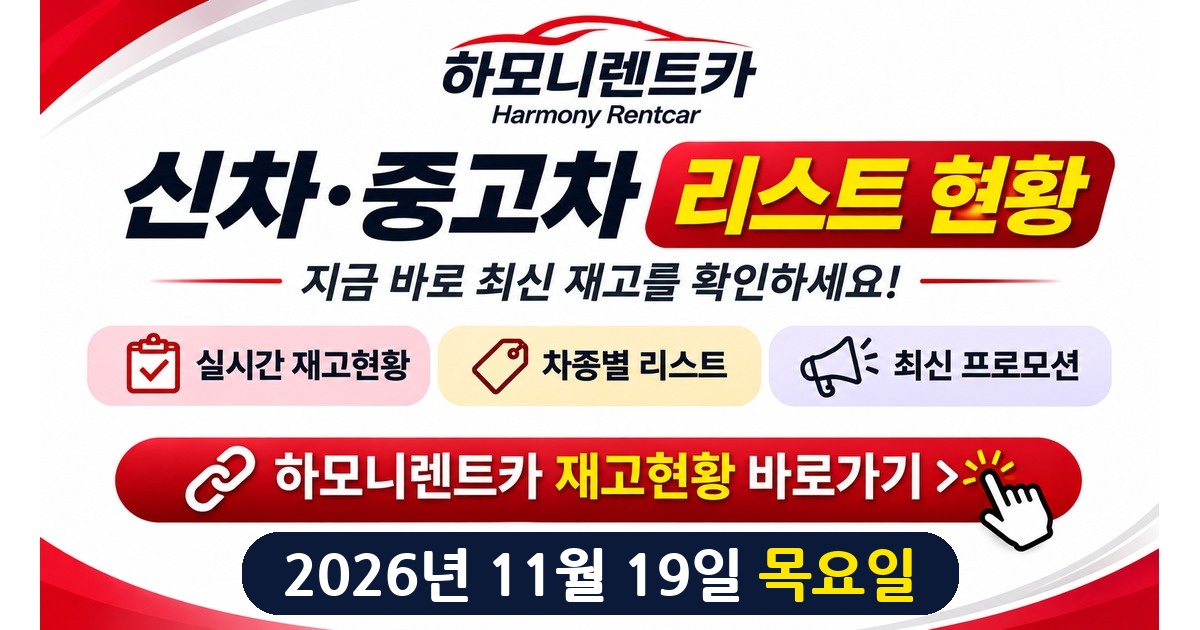 하모니렌트카
Harmony Rentcar
신차·중고차 리스트 현황
지금 바로 최신 재고를 확인하세요!
실시간 재고현황
차종별 리스트
최신 프로모션
하모니렌트카 재고현황 바로가기 >
2026년 11월 19일 목요일